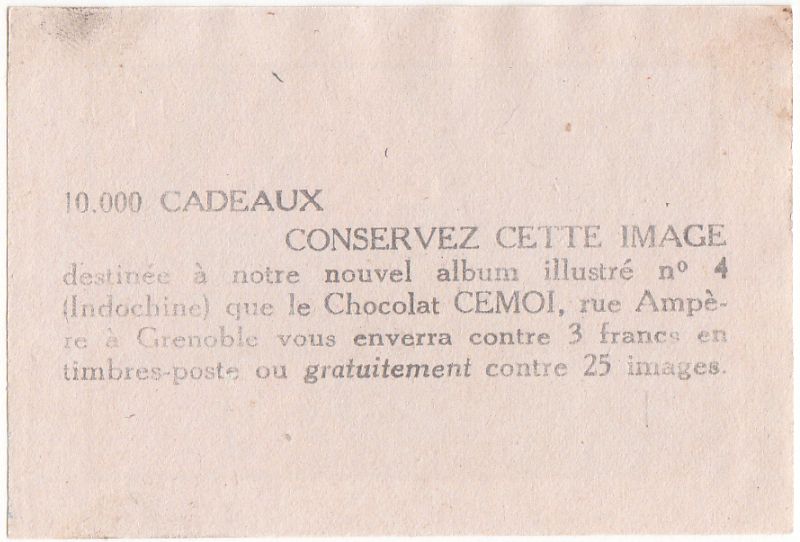 10.000 CADEAUX
CONSERVEZ CETTE IMAGE
destinée à notre nouvel album illustré nº 4
(Indochine) que le Chocolat CEMOI, rue Ampè-
re à Grenoble vous enverra contre 3 francs en
timbres-poste ou gratuitement contre 25 images.